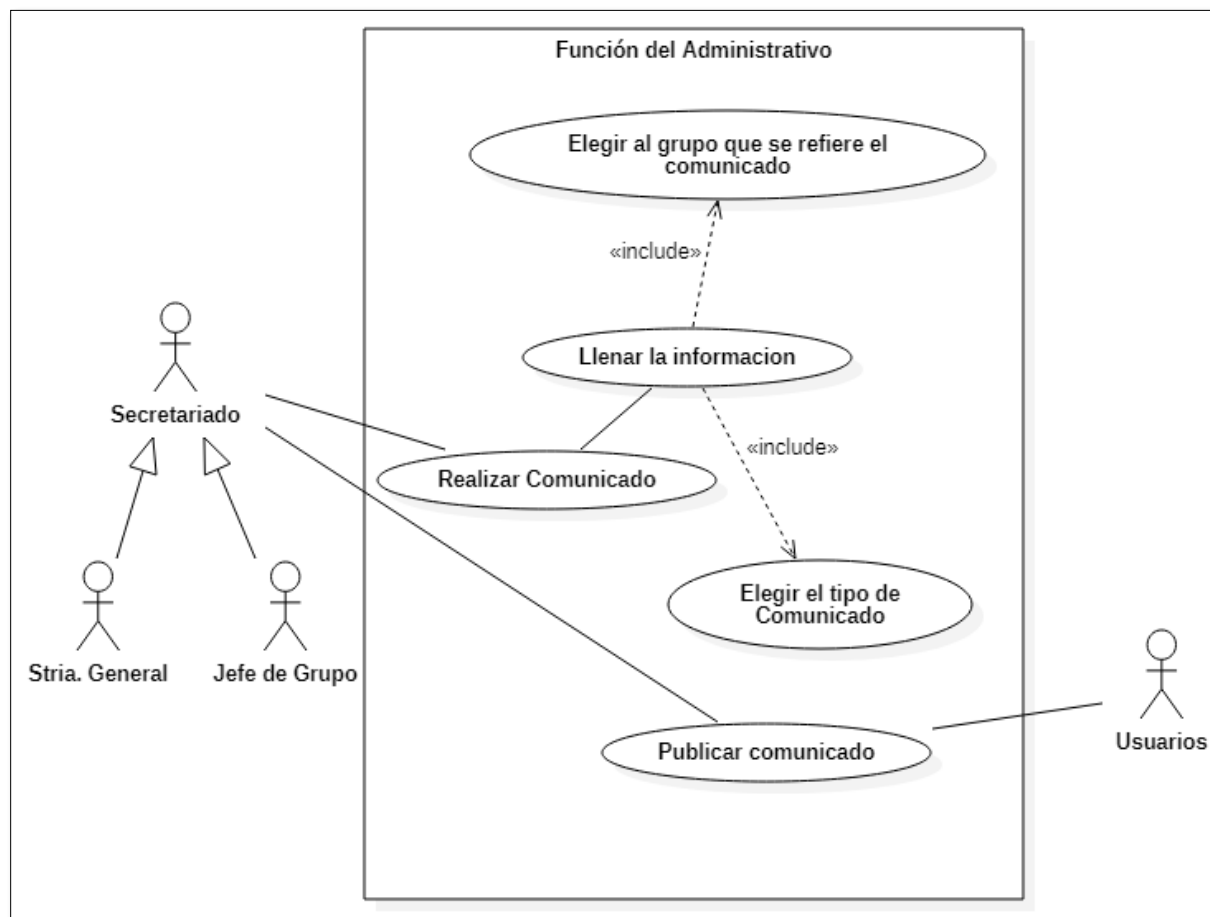 Función del Administrativo
Elegir al grupo que se refiere el
comunicado
«include»
Llenar la informacion
Secretariado
«include»
Realizar Comunicado
Elegir el tipo de
Comunicado
Stria. General
Jefe de Grupo
Publicar comunicado
Usuarios